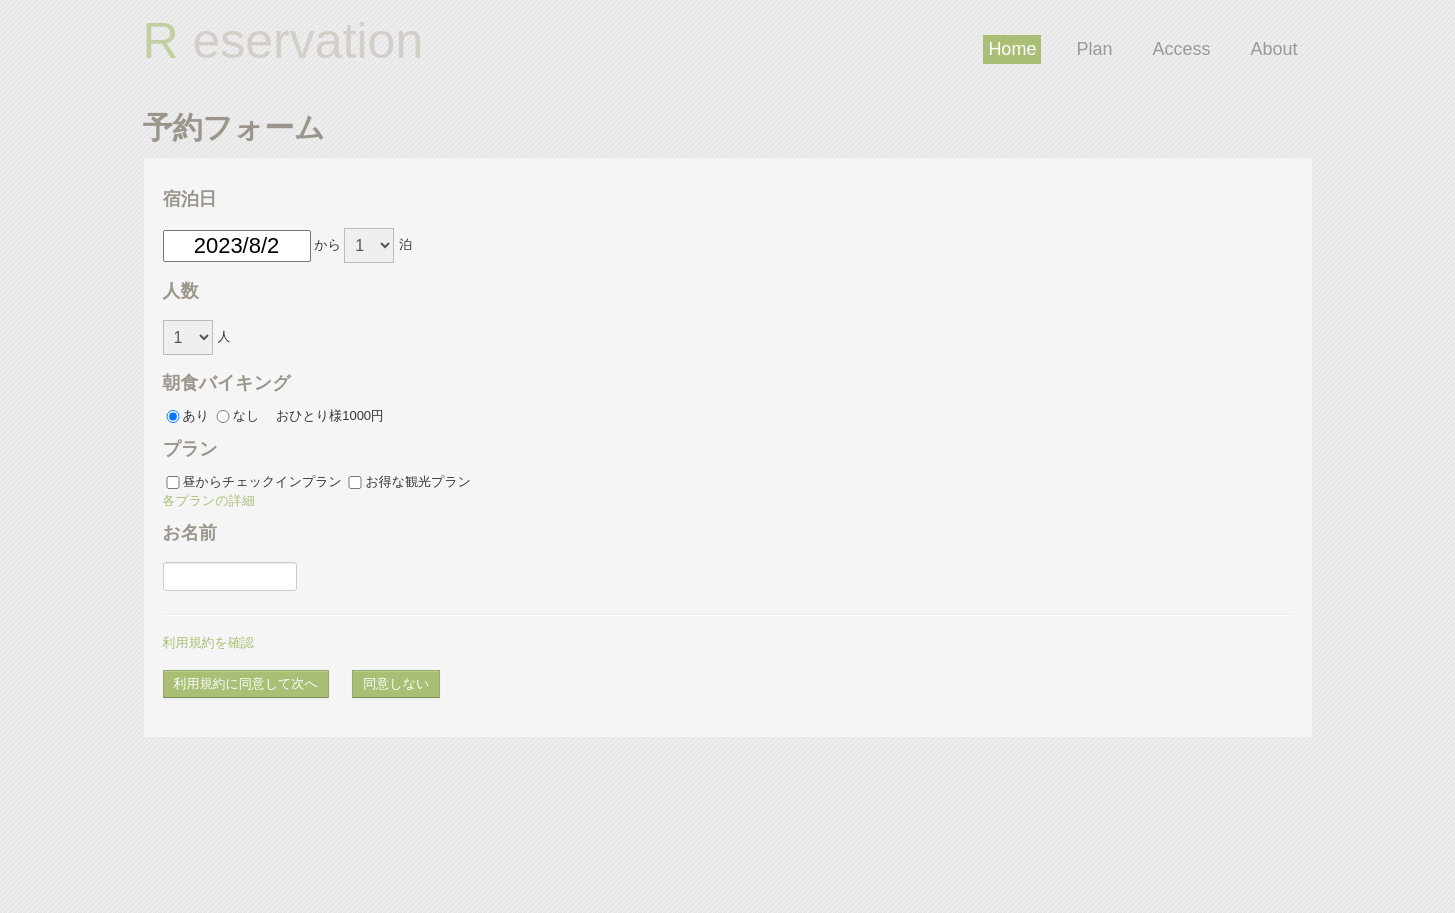 R eservation
Home Plan Access About
予約フォーム
宿泊日
2023/8/2 から 1 泊
人数
1 人
朝食バイキング
あり なし おひとり様1000円
プラン
昼からチェックインプラン お得な観光プラン
各プランの詳細
お名前
利用規約を確認
利用規約に同意して次へ 同意しない